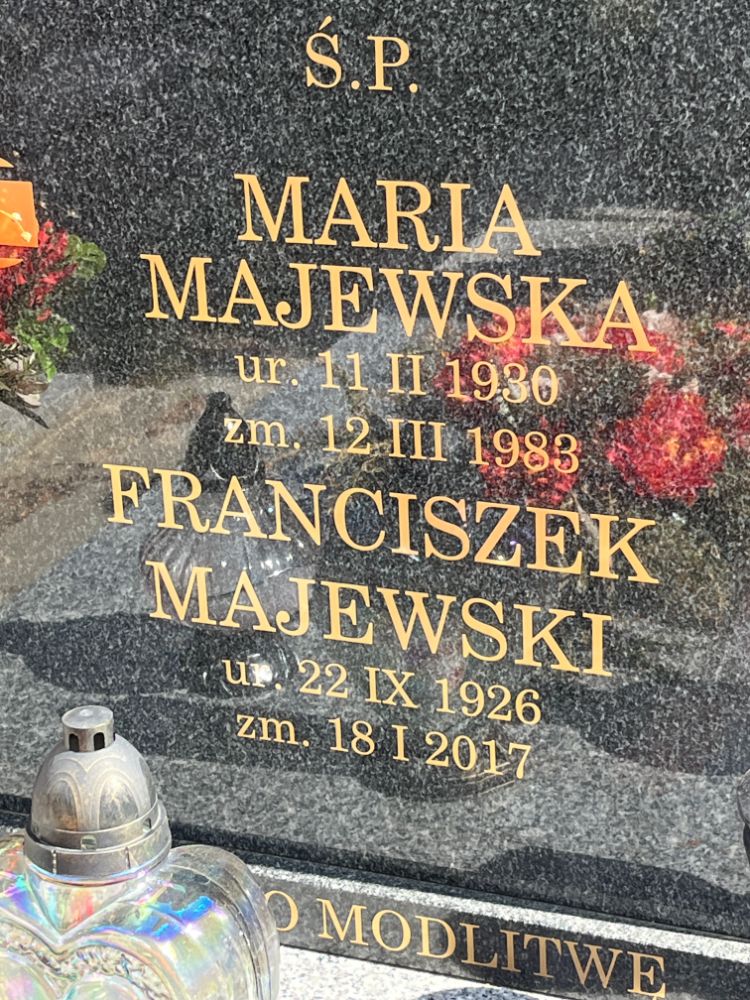 Ś.P.
MARIA
MAJEWSKA
ur. 11 II 1930
zm. 12 III 1983
FRANCISZEK
MAJEWSKI
ur. 22 IX 1926
zm. 18 I 2017
O MODLITWE